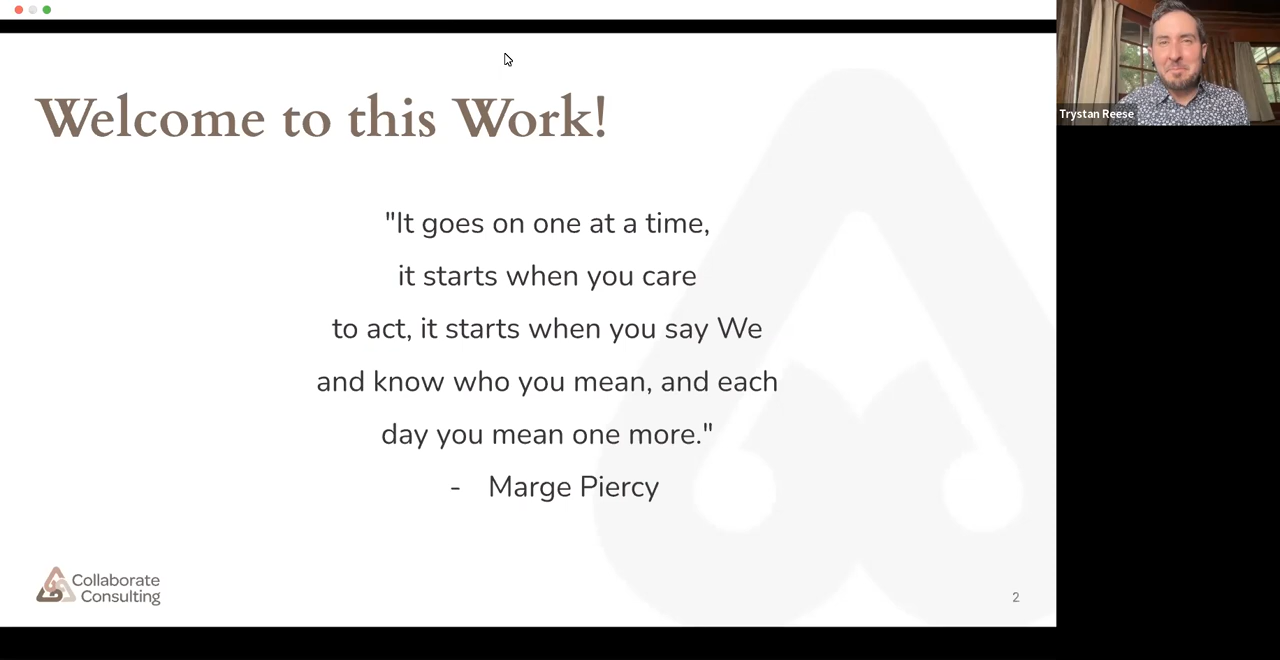 Welcome to this Work!
"It goes on one at a time,
it starts when you care
to act, it starts when you say We
and know who you mean, and each
day you mean one more."
- Marge Piercy
Collaborate
Consulting
2
Trystan Reese